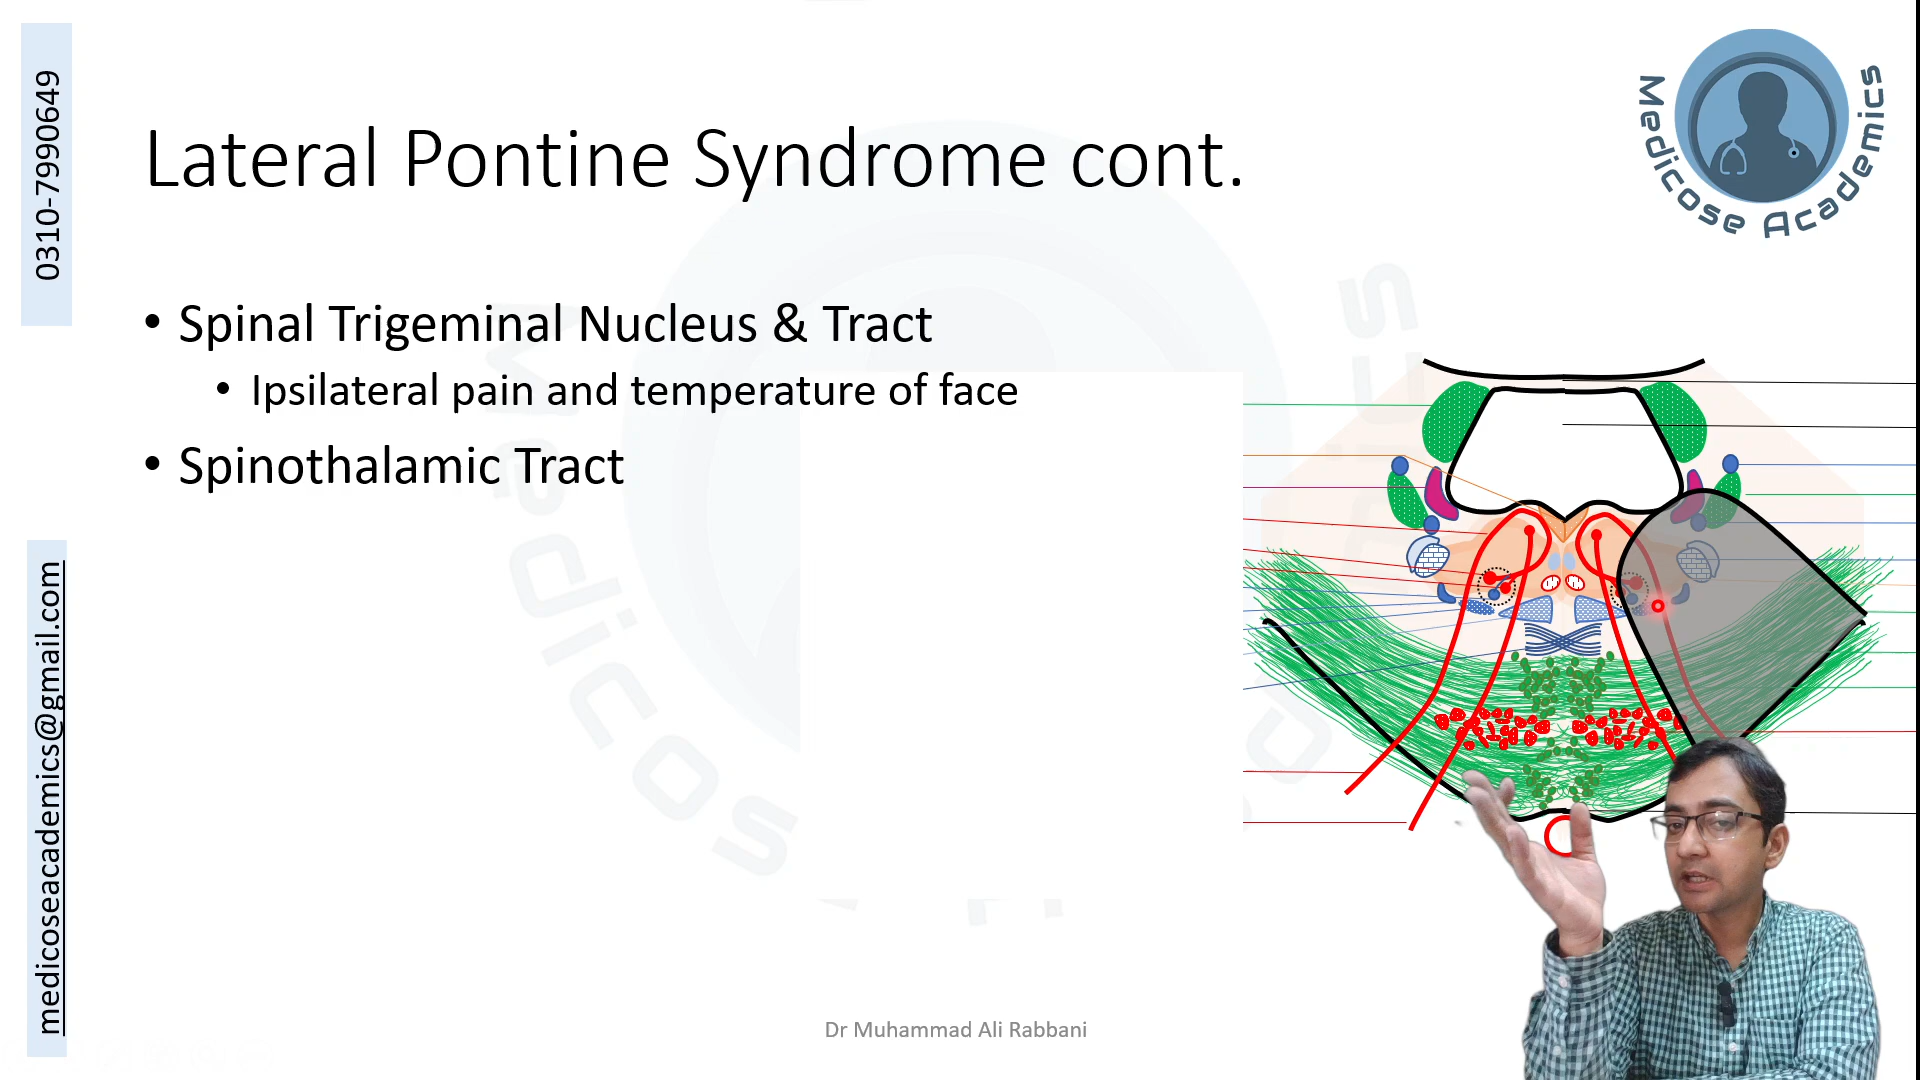 0310-7990649
medicoseacademics@gmail.com
Medicose Academics
Lateral Pontine Syndrome cont.
• Spinal Trigeminal Nucleus & Tract
• Ipsilateral pain and temperature of face
• Spinothalamic Tract
Dr Muhammad Ali Rabbani